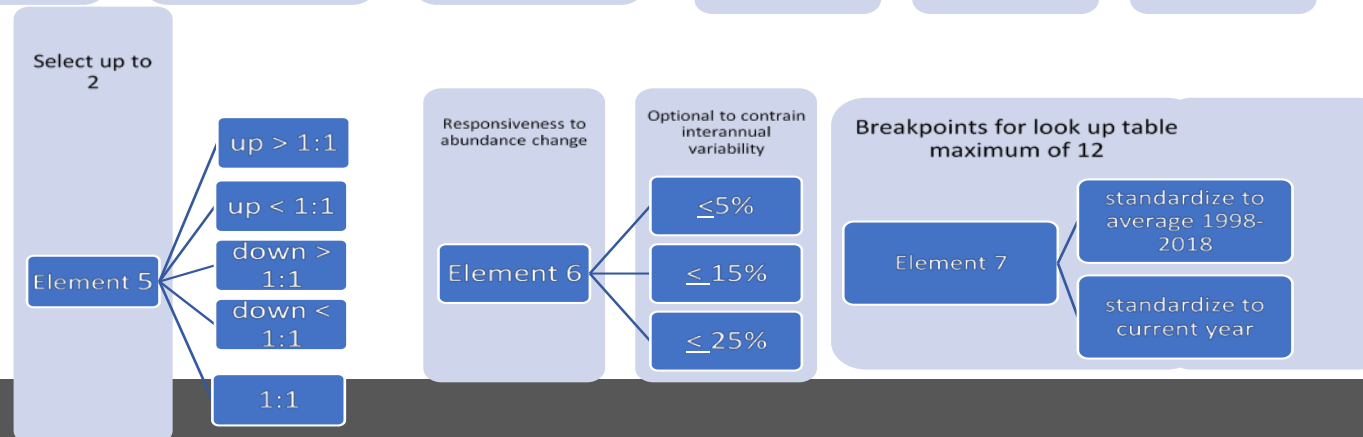 Select up to
2
Element 5
up > 1:1
up < 1:1
down >
1:1
down <
1:1
1:1
Responsiveness to
abundance change
Element 6
Optional to contrain
interannual
variability
<5%
< 15%
< 25%
Breakpoints for look up table
maximum of 12
Element 7
standardize to
average 1998-
2018
standardize to
current year